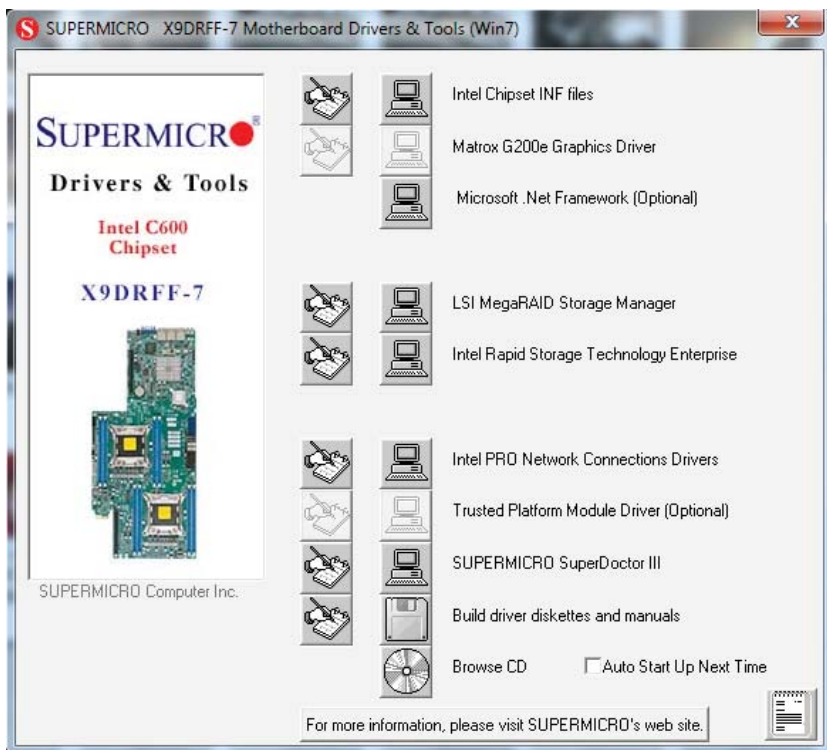 SUPERMICRO X9DRFF-7 Motherboard Drivers & Tools (Win7)
SUPERMICRO®
Drivers & Tools
Intel C600
Chipset
X9DRFF-7
SUPERMICRO Computer Inc.
Intel Chipset INF files
Matrox G200e Graphics Driver
Microsoft .Net Framework (Optional)
LSI MegaRAID Storage Manager
Intel Rapid Storage Technology Enterprise
Intel PRO Network Connections Drivers
Trusted Platform Module Driver (Optional)
SUPERMICRO SuperDoctor III
Build driver diskettes and manuals
Browse CD Auto Start Up Next Time
For more information, please visit SUPERMICRO's web site.